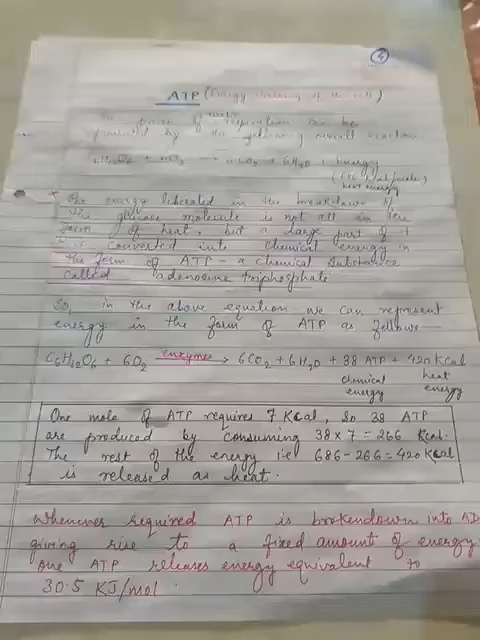 4
ATP (Energy currency of the cell)
The process of respiration can be
by the following overall reaction
C6H12O6 + 6O2 → 6CO2 + 6H2O + Energy
(686 Kcal/mole)
heat energy
* The energy liberated in the breakdown of
the glucose molecule is not all in the
form of heat, but a large part of it
is converted into chemical energy in
the form of ATP - a chemical substance
called adenosine triphosphate
So, in the above equation we can represent
energy in the form of ATP as follows
C6H12O6 + 6O2 enzymes → 6CO2 + 6H2O + 38 ATP + 420 Kcal
chemical energy heat energy
One mole of ATP requires 7 Kcal, So 38 ATP
are produced by consuming 38 x 7 = 266 Kcal.
The rest of the energy i.e 686 - 266 = 420 Kcal
is released as heat.
Whenever required ATP is brokendown into AD
giving rise to a fixed amount of energy
One ATP releases energy equivalent to
30.5 KJ/mol.